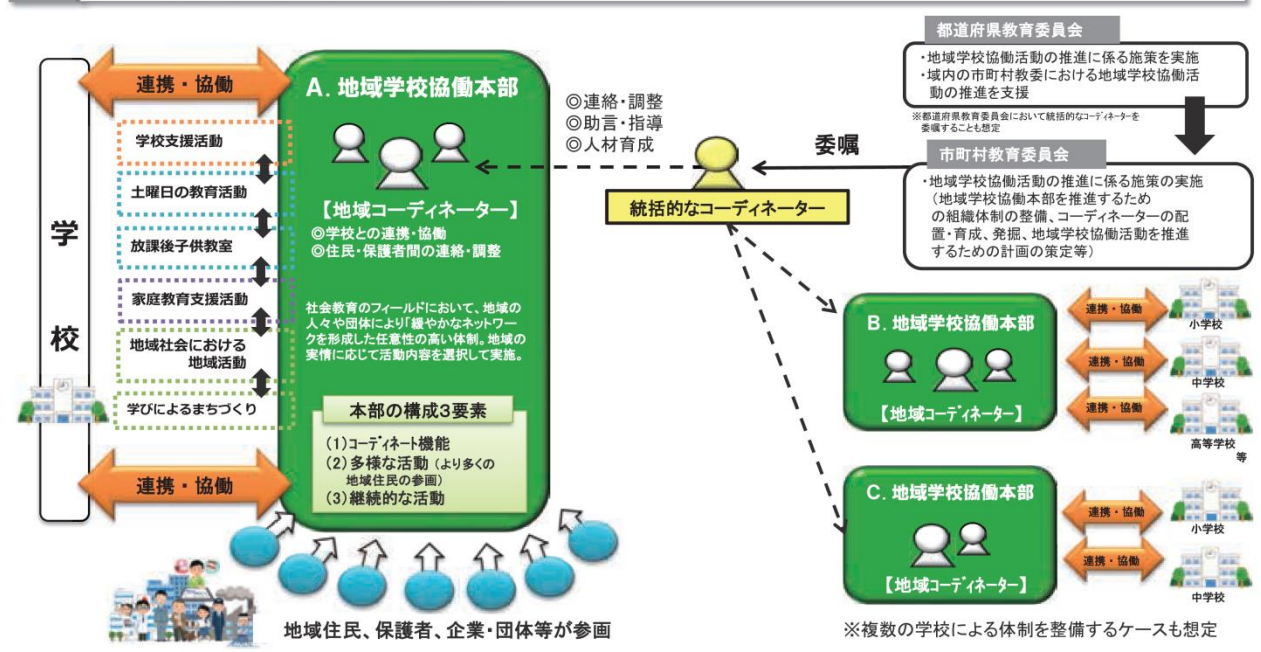 学校
連携・協働
学校支援活動
土曜日の教育活動
放課後子供教室
家庭教育支援活動
地域社会における
地域活動
学びによるまちづくり
連携・協働
A. 地域学校協働本部
【地域コーディネーター】
◎学校との連携・協働
◎住民・保護者間の連絡・調整
社会教育のフィールドにおいて、地域の
人々や団体により「緩やかなネットワー
クを形成した任意性の高い体制。地域の
実情に応じて活動内容を選択して実施。
本部の構成3要素
(1)コーディネート機能
(2)多様な活動(より多くの
地域住民の参画)
(3)継続的な活動
地域住民、保護者、企業・団体等が参画
◎連絡・調整
◎助言・指導
◎人材育成
統括的なコーディネーター
委嘱
都道府県教育委員会
・地域学校協働活動の推進に係る施策を実施
・域内の市町村教委における地域学校協働活
動の推進を支援
※都道府県教育委員会において統括的なコーディネーターを
委嘱することも想定
市町村教育委員会
・地域学校協働活動の推進に係る施策の実施
(地域学校協働本部を推進するため
の組織体制の整備、コーディネーターの配
置・育成、発掘、地域学校協働活動を推進
するための計画の策定等)
B. 地域学校協働本部
【地域コーディネーター】
連携・協働
小学校
連携・協働
中学校
連携・協働
高等学校
等
C. 地域学校協働本部
【地域コーディネーター】
連携・協働
小学校
連携・協働
中学校
※複数の学校による体制を整備するケースも想定